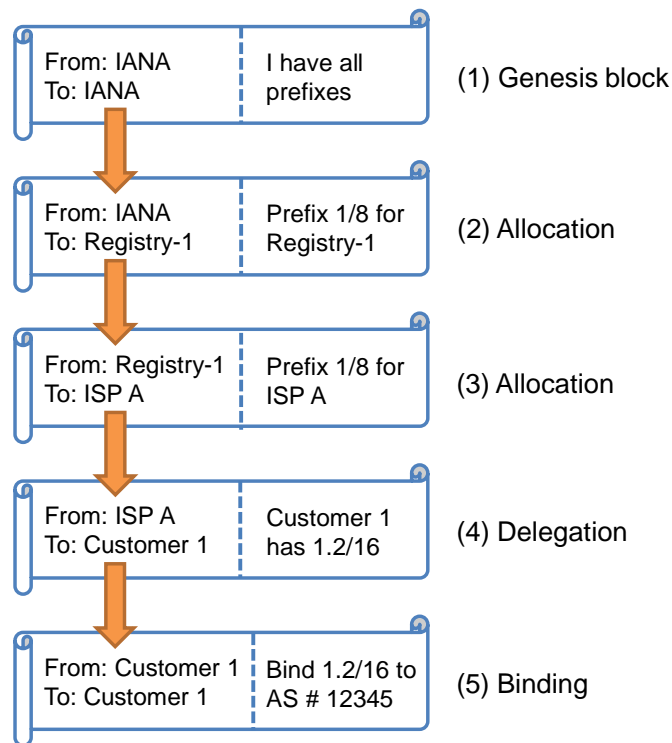 From: IANA
To: IANA
I have all
prefixes
(1) Genesis block
From: IANA
To: Registry-1
Prefix 1/8 for
Registry-1
(2) Allocation
From: Registry-1
To: ISP A
Prefix 1/8 for
ISP A
(3) Allocation
From: ISP A
To: Customer 1
Customer 1
has 1.2/16
(4) Delegation
From: Customer 1
To: Customer 1
Bind 1.2/16 to
AS # 12345
(5) Binding